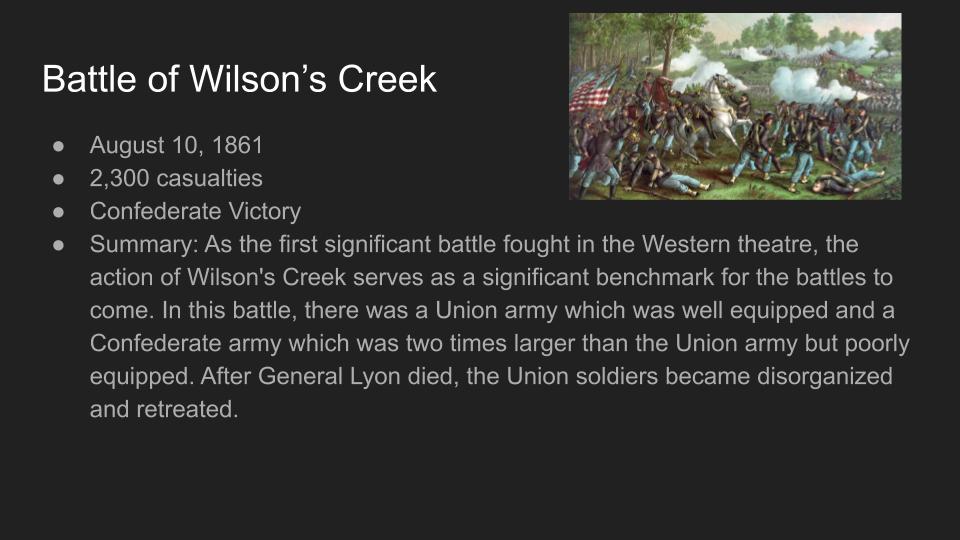 Battle of Wilson’s Creek
● August 10, 1861
● 2,300 casualties
● Confederate Victory
● Summary: As the first significant battle fought in the Western theatre, the
action of Wilson's Creek serves as a significant benchmark for the battles to
come. In this battle, there was a Union army which was well equipped and a
Confederate army which was two times larger than the Union army but poorly
equipped. After General Lyon died, the Union soldiers became disorganized
and retreated.